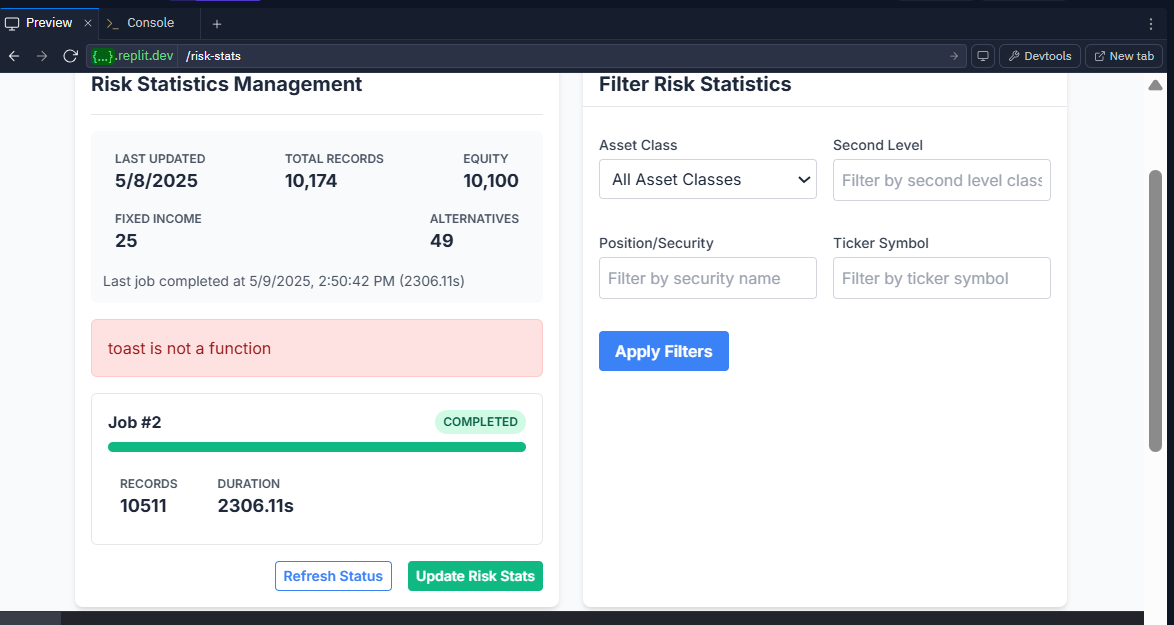 Preview
Console
{...}.replit.dev /risk-stats
Devtools
New tab
Risk Statistics Management
LAST UPDATED
5/8/2025
TOTAL RECORDS
10,174
EQUITY
10,100
FIXED INCOME
25
ALTERNATIVES
49
Last job completed at 5/9/2025, 2:50:42 PM (2306.11s)
toast is not a function
Job #2
COMPLETED
RECORDS
10511
DURATION
2306.11s
Refresh Status
Update Risk Stats
Filter Risk Statistics
Asset Class
All Asset Classes
Second Level
Filter by second level class
Position/Security
Filter by security name
Ticker Symbol
Filter by ticker symbol
Apply Filters